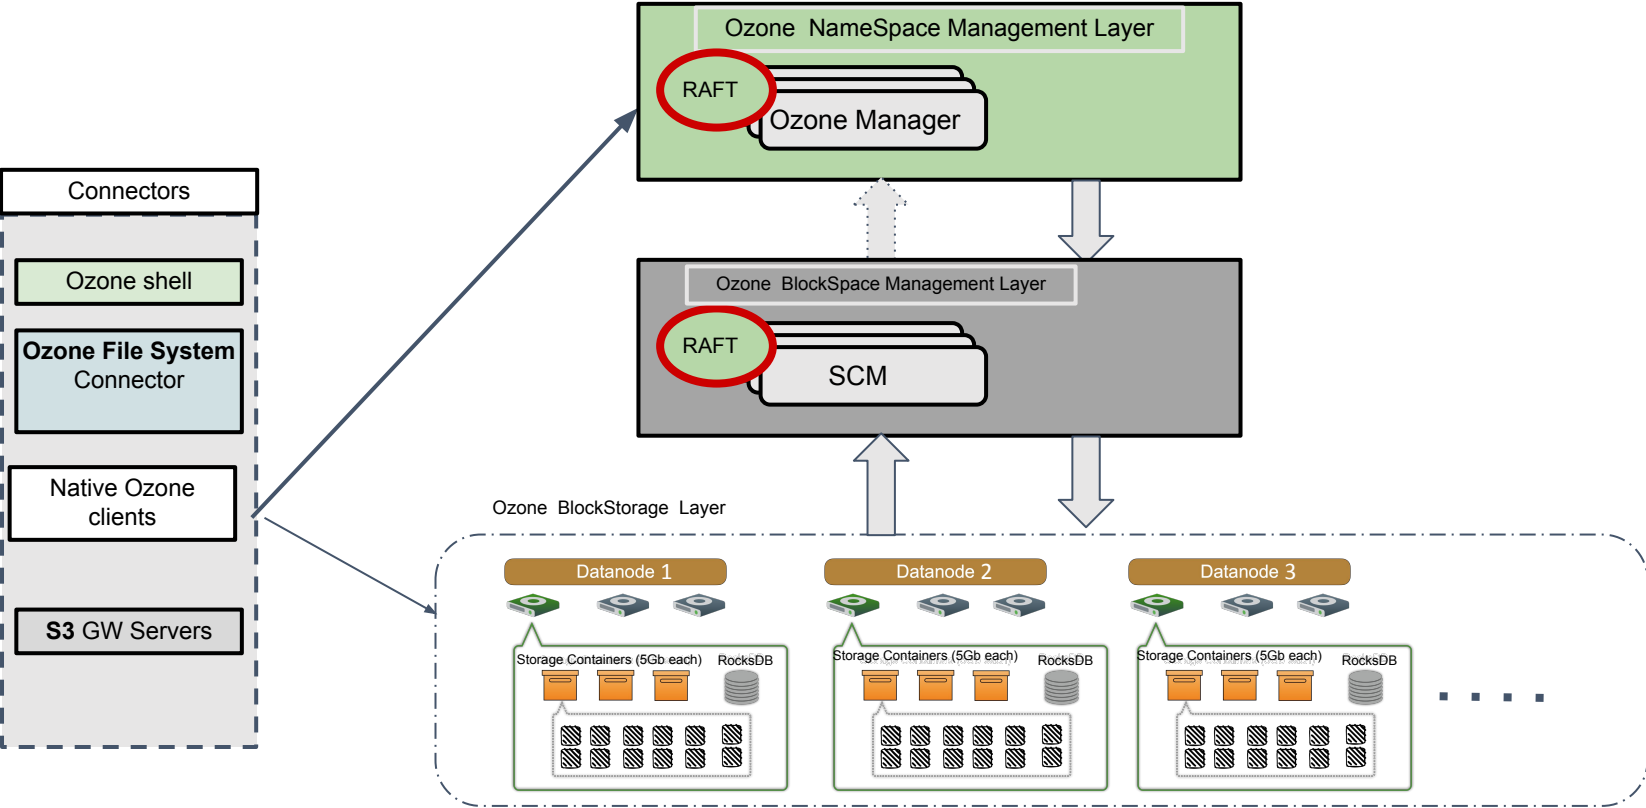 Ozone NameSpace Management Layer
RAFT
Ozone Manager
Connectors
Ozone shell
Ozone File System
Connector
Native Ozone
clients
S3 GW Servers
Ozone BlockSpace Management Layer
RAFT
SCM
Ozone BlockStorage Layer
Datanode 1
Storage Containers (5Gb each)
RocksDB
Datanode 2
Storage Containers (5Gb each)
RocksDB
Datanode 3
Storage Containers (5Gb each)
RocksDB